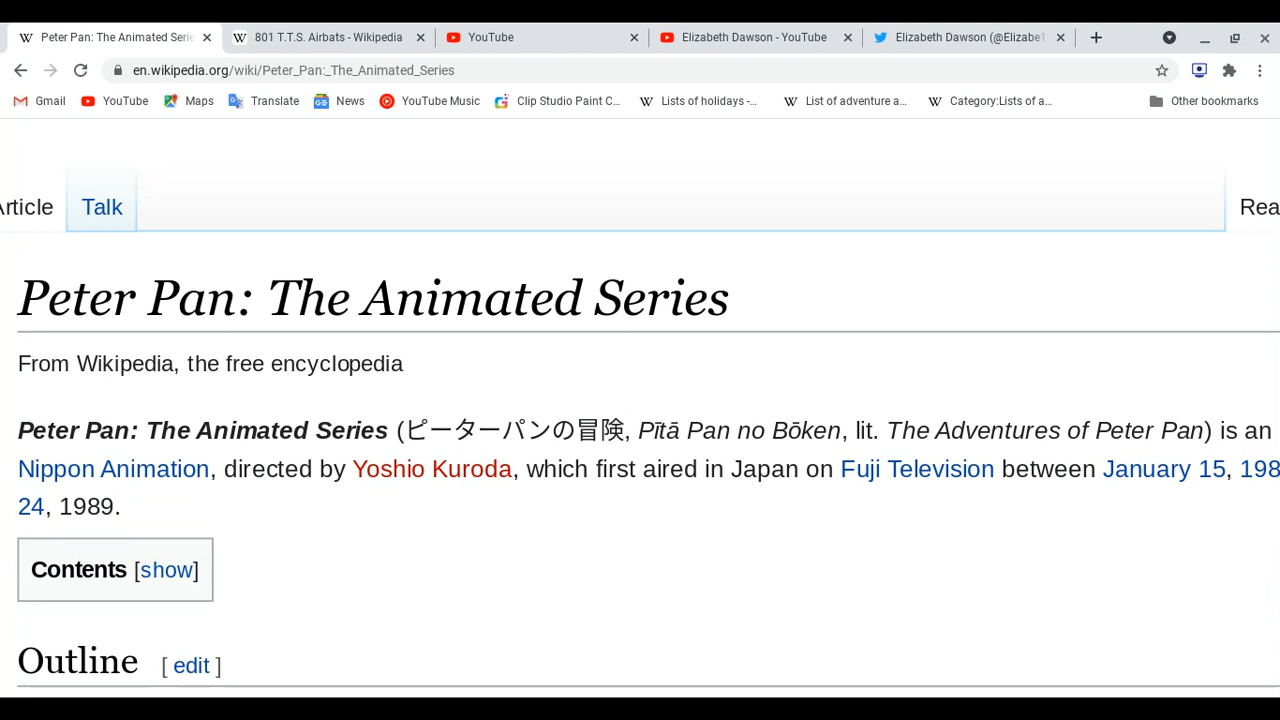 Peter Pan: The Animated Serie
801 T.T.S. Airbats - Wikipedia
YouTube
Elizabeth Dawson - YouTube
Elizabeth Dawson (@Elizabe1
en.wikipedia.org/wiki/Peter_Pan:_The_Animated_Series
Gmail YouTube Maps Translate News YouTube Music Clip Studio Paint C... Lists of holidays -... List of adventure a... Category:Lists of a... Other bookmarks
Article Talk Rea
Peter Pan: The Animated Series
From Wikipedia, the free encyclopedia
Peter Pan: The Animated Series (ピーターパンの冒険, Pītā Pan no Bōken, lit. The Adventures of Peter Pan) is an
Nippon Animation, directed by Yoshio Kuroda, which first aired in Japan on Fuji Television between January 15, 198
24, 1989.
Contents [show]
Outline [ edit ]